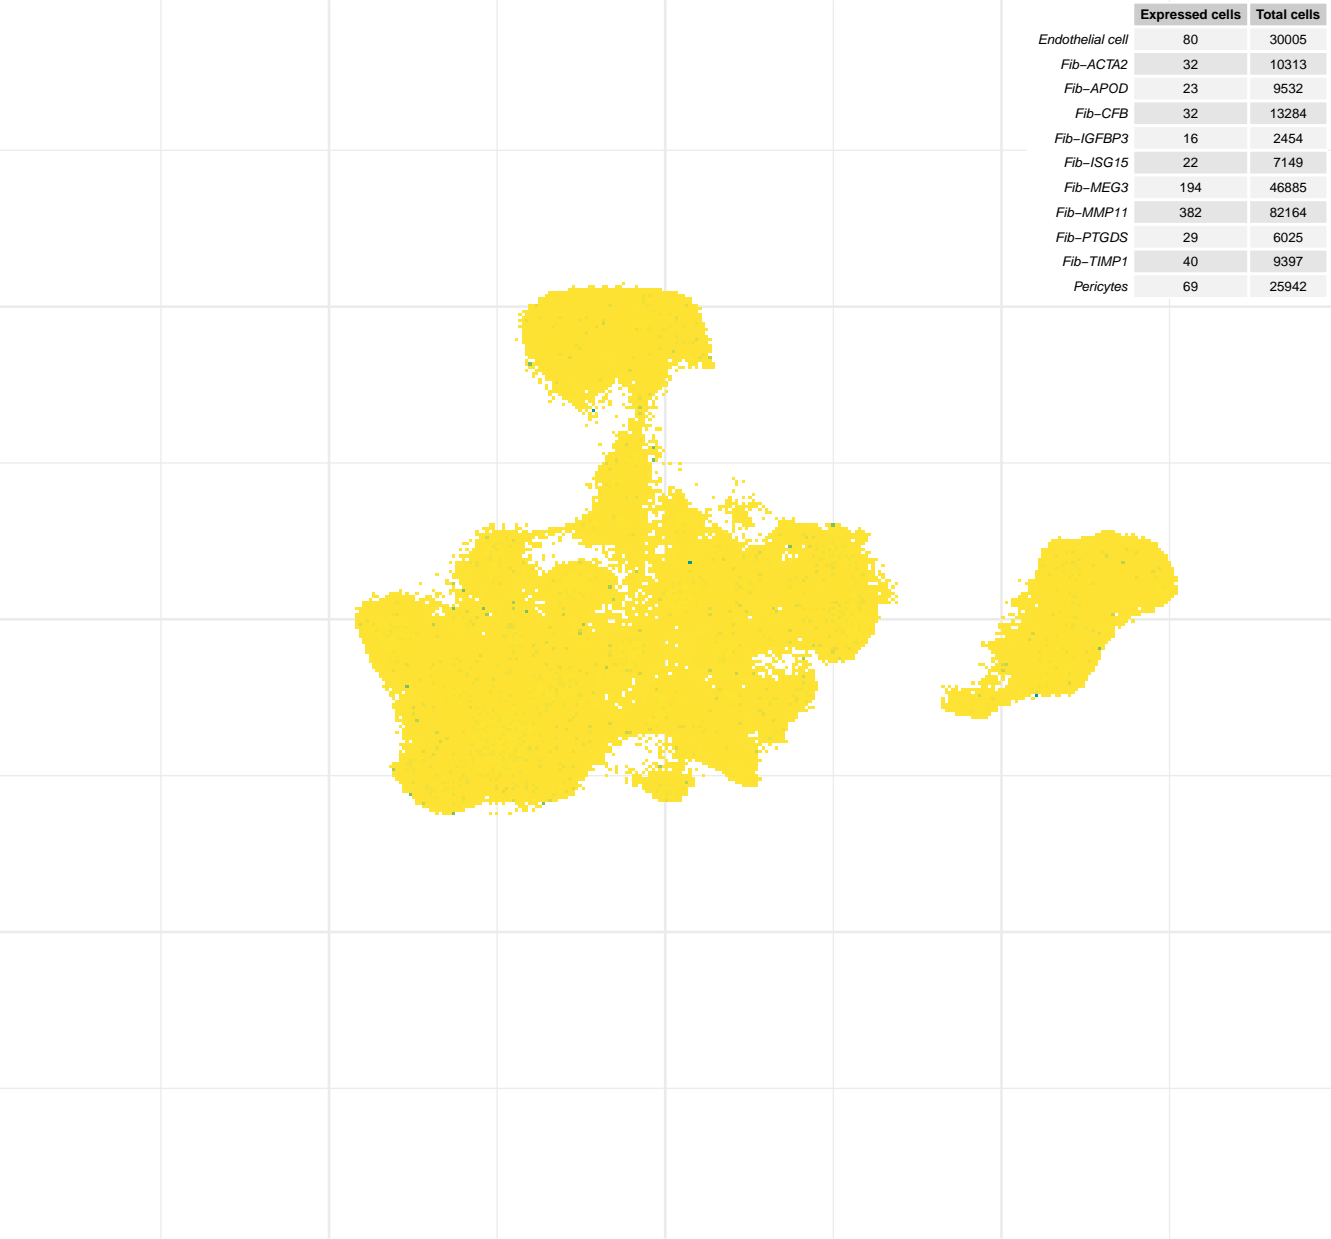 Expressed cells Total cells
Endothelial cell 80 30005
Fib−ACTA2 32 10313
Fib−APOD 23 9532
Fib−CFB 32 13284
Fib−IGFBP3 16 2454
Fib−ISG15 22 7149
Fib−MEG3 194 46885
Fib−MMP11 382 82164
Fib−PTGDS 29 6025
Fib−TIMP1 40 9397
Pericytes 69 25942